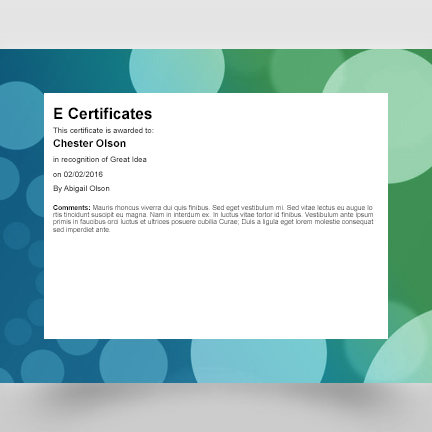 E Certificates
This certificate is awarded to:
Chester Olson
in recognition of Great Idea
on 02/02/2016
By Abigail Olson
Comments: Mauris rhoncus viverra dui quis finibus. Sed eget vestibulum mi. Sed vitae lectus eu augue lo
rtis tincidunt suscipit eu magna. Nam in interdum ex. In luctus vitae tortor id finibus. Vestibulum ante ipsum
primis in faucibus orci luctus et ultrices posuere cubilia Curae; Duis a ligula eget lorem molestie consequat
sed imperdiet ante.